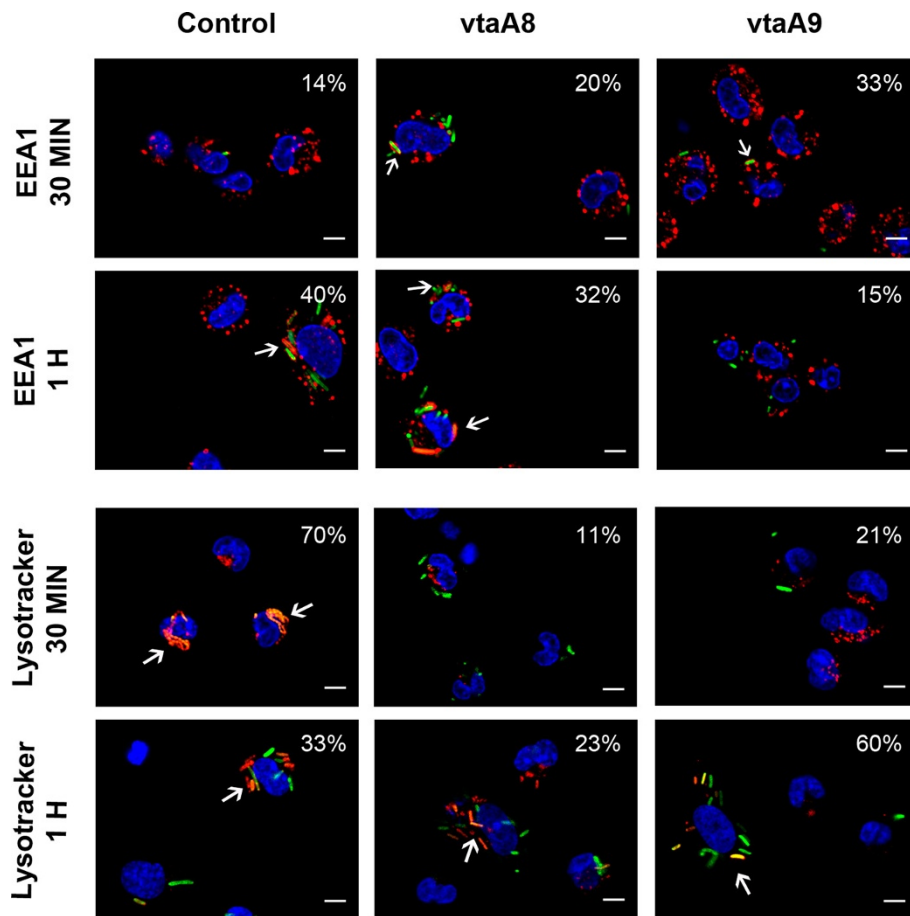 Control vtaA8 vtaA9
EEA1
30 MIN
14% 20% 33%
EEA1
1 H
40% 32% 15%
Lysotracker
30 MIN
70% 11% 21%
Lysotracker
1 H
33% 23% 60%